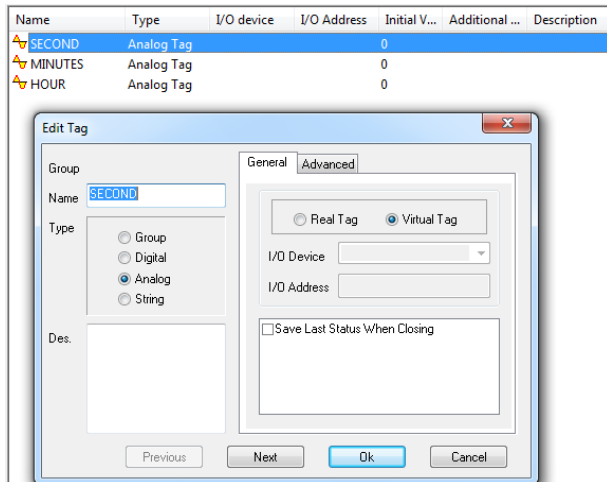 Name Type I/O device I/O Address Initial V... Additional ... Description
SECOND Analog Tag 0
MINUTES Analog Tag 0
HOUR Analog Tag 0
Edit Tag
General Advanced
Group
Name SECOND
Type
Group
Digital
Analog
String
Real Tag Virtual Tag
I/O Device
I/O Address
Des.
Save Last Status When Closing
Previous Next Ok Cancel